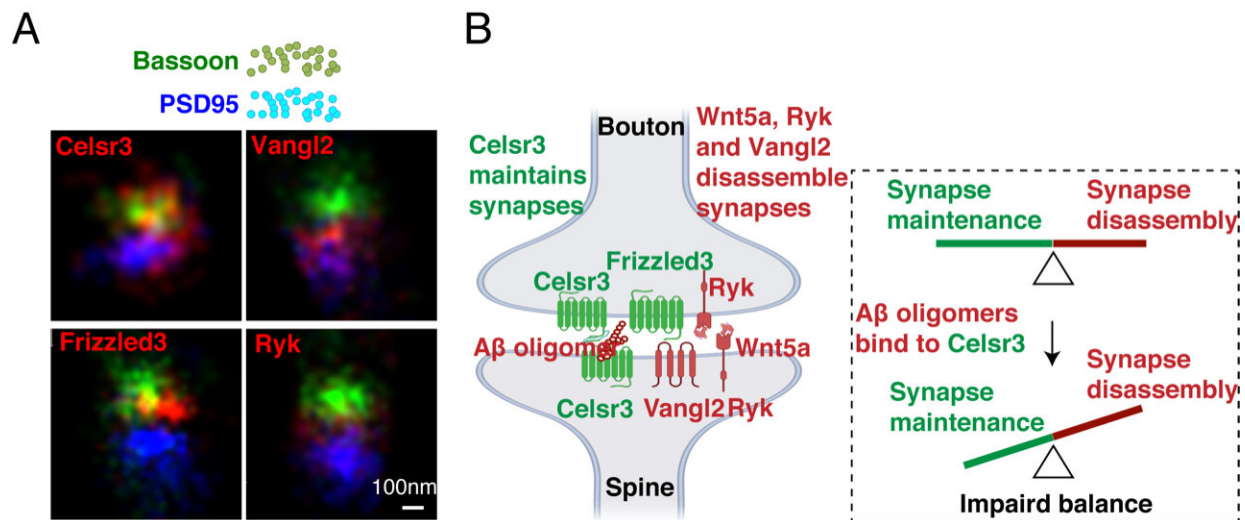 A
Bassoon
PSD95
Celsr3
Vangl2
Frizzled3
Ryk
100nm
B
Bouton
Celsr3
maintains
synapses
Wnt5a, Ryk
and Vangl2
disassemble
synapses
Frizzled3
Celsr3
Ryk
Aβ oligome
Wnt5a
Celsr3
Vangl2
Ryk
Spine
Synapse
maintenance
Synapse
disassembly
Aβ oligomers
bind to Celsr3
Synapse
disassembly
Synapse
maintenance
Impaird balance